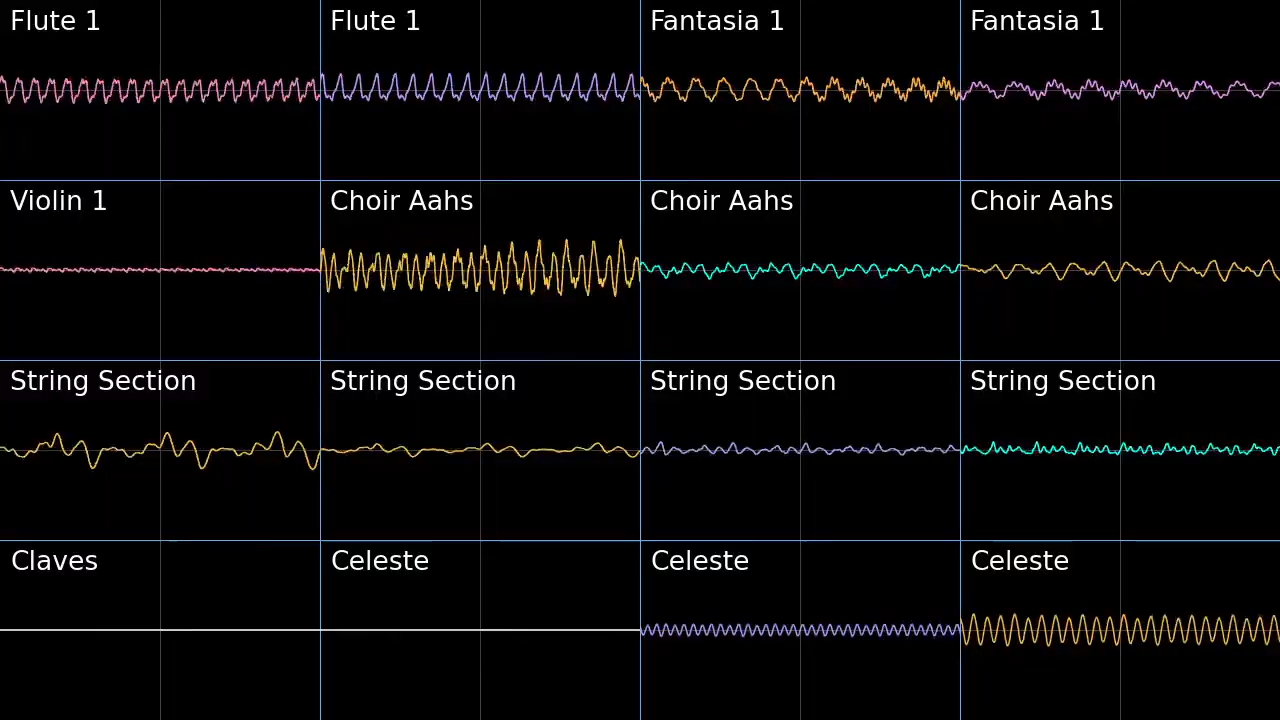 Flute 1
Flute 1
Fantasia 1
Fantasia 1
Violin 1
Choir Aahs
Choir Aahs
Choir Aahs
String Section
String Section
String Section
String Section
Claves
Celeste
Celeste
Celeste